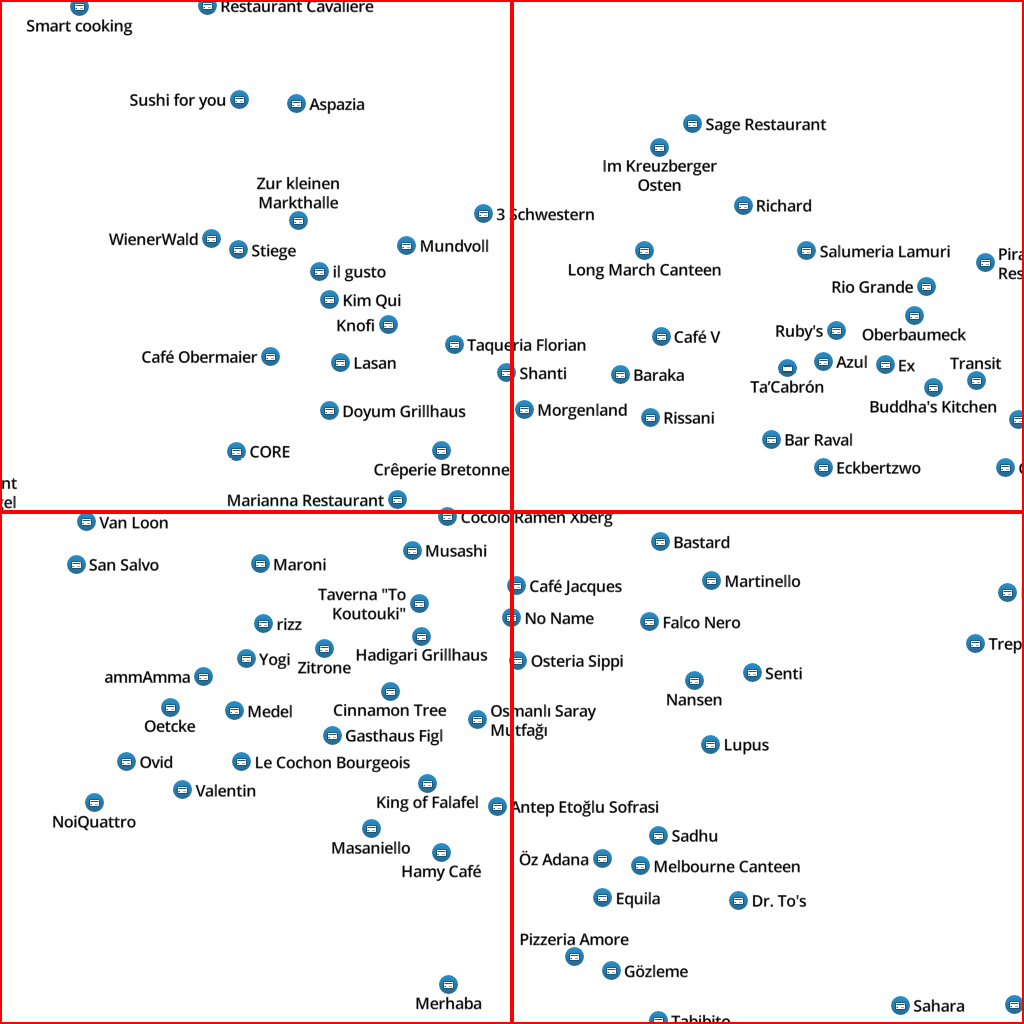 Restaurant Cavaliere
Smart cooking
Sushi for you
Aspazia
Sage Restaurant
Im Kreuzberger
Osten
Zur kleinen
Markthalle
3 Schwestern
Richard
WienerWald
Stiege
Mundvoll
Salumeria Lamuri
Pira
Res
il gusto
Long March Canteen
Rio Grande
Kim Qui
Knofi
Oberbaumeck
Ruby's
Café V
Taqueria Florian
Café Obermaier
Lasan
Azul
Ex
Transit
Shanti
Baraka
Ta’Cabrón
Buddha's Kitchen
Doyum Grillhaus
Morgenland
Rissani
Bar Raval
CORE
Crêperie Bretonne
Eckbertzwo
nt
gel
Marianna Restaurant
Van Loon
Cocolo Ramen Xberg
Musashi
Bastard
San Salvo
Maroni
Martinello
Café Jacques
Taverna "To
Koutouki"
No Name
Falco Nero
rizz
Trep
Hadigari Grillhaus
Yogi
Zitrone
Osteria Sippi
Senti
ammAmma
Nansen
Cinnamon Tree
Medel
Oetcke
Osmanlı Saray
Mutfağı
Gasthaus Figl
Lupus
Ovid
Le Cochon Bourgeois
Valentin
King of Falafel
Antep Etoğlu Sofrasi
NoiQuattro
Masaniello
Sadhu
Öz Adana
Melbourne Canteen
Hamy Café
Equila
Dr. To's
Pizzeria Amore
Gözleme
Merhaba
Sahara
Tabibito